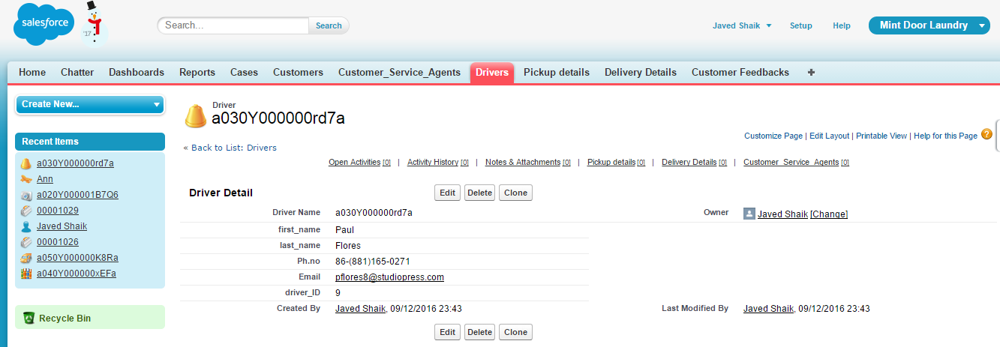 salesforce
'17
Search... Search
Javed Shaik Setup Help Mint Door Laundry
Home Chatter Dashboards Reports Cases Customers Customer_Service_Agents Drivers Pickup details Delivery Details Customer Feedbacks +
Create New...
Recent Items
a030Y000000rd7a
Ann
a020Y000001B7Q6
00001029
Javed Shaik
00001026
a050Y000000K8Ra
a040Y000000xEFa
Recycle Bin
Driver
a030Y000000rd7a
Customize Page | Edit Layout | Printable View | Help for this Page ?
« Back to List: Drivers
Open Activities [0] | Activity History [0] | Notes & Attachments [0] | Pickup details [0] | Delivery Details [0] | Customer_Service_Agents [0]
Driver Detail Edit Delete Clone
Driver Name a030Y000000rd7a Owner Javed Shaik [Change]
first_name Paul
last_name Flores
Ph.no 86-(881)165-0271
Email pflores8@studiopress.com
driver_ID 9
Created By Javed Shaik, 09/12/2016 23:43 Last Modified By Javed Shaik, 09/12/2016 23:43
Edit Delete Clone